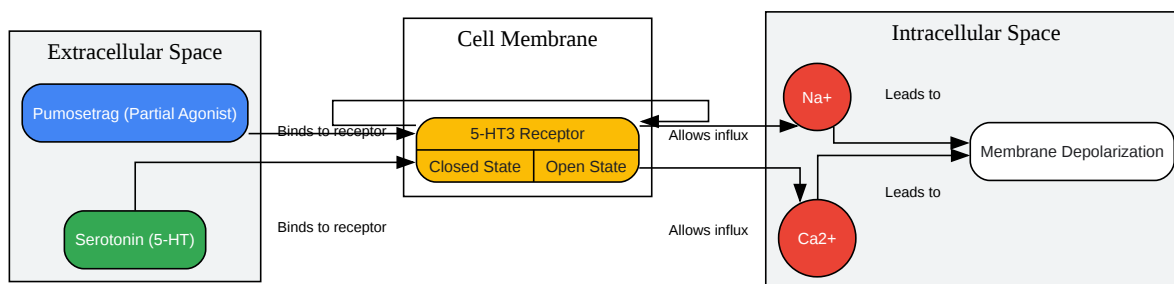 Extracellular Space
Pumosetrag (Partial Agonist)
Serotonin (5-HT)
Binds to receptor
Binds to receptor
Cell Membrane
5-HT3 Receptor
Closed State
Open State
Allows influx
Allows influx
Intracellular Space
Na+
Ca2+
Leads to
Leads to
Membrane Depolarization